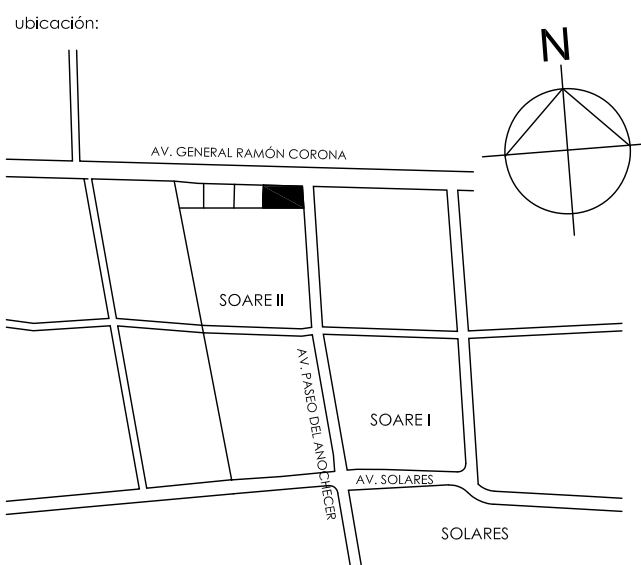 ubicación:
N
AV. GENERAL RAMÓN CORONA
SOARE II
AV. PASEO DEL ANOCHECER
SOARE I
AV. SOLARES
SOLARES